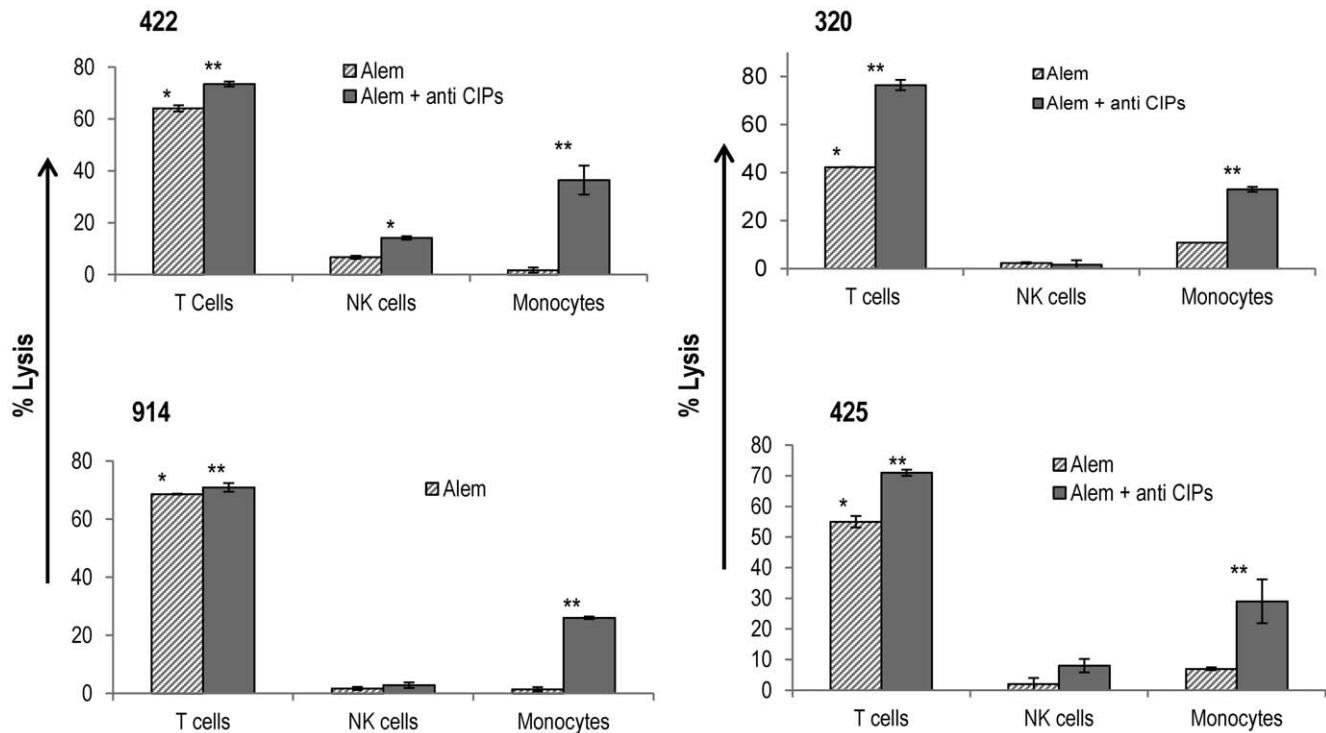 422
80
60
40
20
0
* ** * **
Alem
Alem + anti CIPs
T Cells NK cells Monocytes
% Lysis
320
80
60
40
20
0
* ** **
Alem
Alem + anti CIPs
T cells NK cells Monocytes
% Lysis
914
80
60
40
20
0
* ** **
Alem
T cells NK cells Monocytes
425
80
70
60
50
40
30
20
10
0
* ** **
Alem
Alem + anti CIPs
T cells NK cells Monocytes